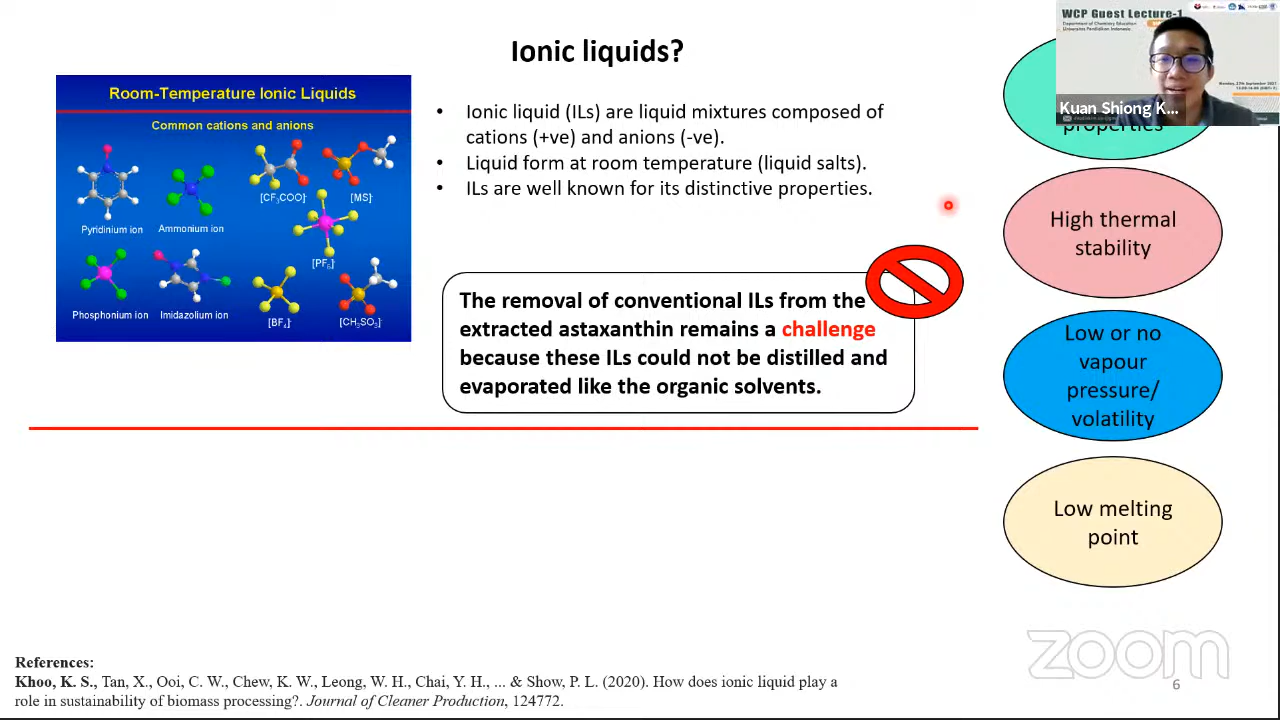 Ionic liquids?
Room-Temperature Ionic Liquids
Common cations and anions
Pyridinium ion
Ammonium ion
[CF₃COO]⁻
[MS]⁻
[PF₆]⁻
Phosphonium ion
Imidazolium ion
[BF₄]⁻
[CH₃SO₃]⁻
• Ionic liquid (ILs) are liquid mixtures composed of
cations (+ve) and anions (-ve).
• Liquid form at room temperature (liquid salts).
• ILs are well known for its distinctive properties.
The removal of conventional ILs from the
extracted astaxanthin remains a challenge
because these ILs could not be distilled and
evaporated like the organic solvents.
WCP Guest Lecture-1
Department of Chemistry Education
Universitas Pendidikan Indonesia
Kuan Shiong K...
properties
High thermal
stability
Low or no
vapour
pressure/
volatility
Low melting
point
zoom
6
References:
Khoo, K. S., Tan, X., Ooi, C. W., Chew, K. W., Leong, W. H., Chai, Y. H., ... & Show, P. L. (2020). How does ionic liquid play a
role in sustainability of biomass processing?. Journal of Cleaner Production, 124772.